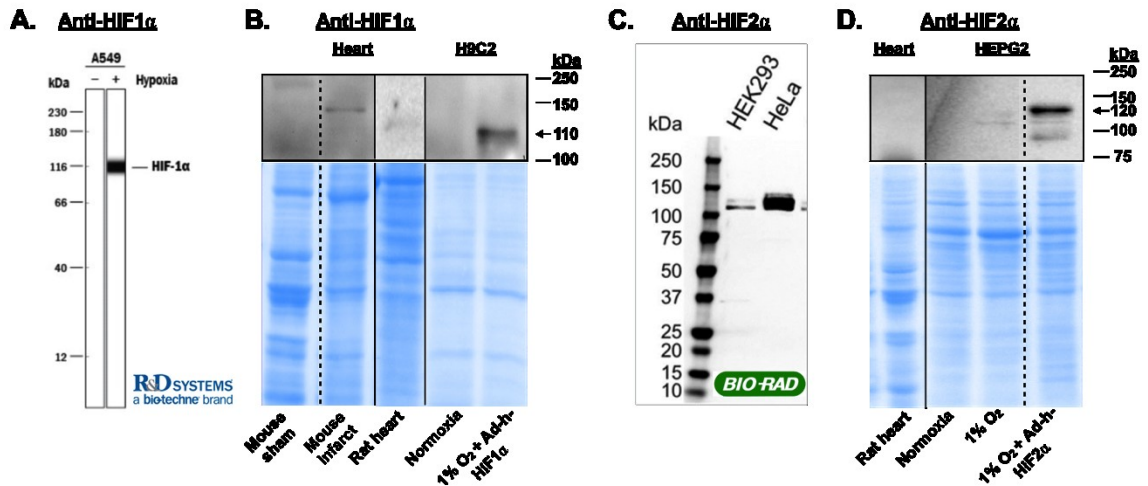 A. Anti-HIF1α
A549
kDa – + Hypoxia
230
180
116 HIF-1α
66
40
12
R&D SYSTEMS
a biotechne brand
B. Anti-HIF1α
Heart H9C2
kDa
250
150
110
100
Mouse sham
Mouse Infarct
Rat heart
Normoxia
1% O₂ + Ad-h-HIF1α
C. Anti-HIF2α
HEK293
HeLa
kDa
250
150
100
75
50
37
25
20
15
10
BIO-RAD
D. Anti-HIF2α
Heart HEPG2
kDa
250
150
120
100
75
Rat heart
Normoxia
1% O₂
1% O₂ + Ad-h-HIF2α